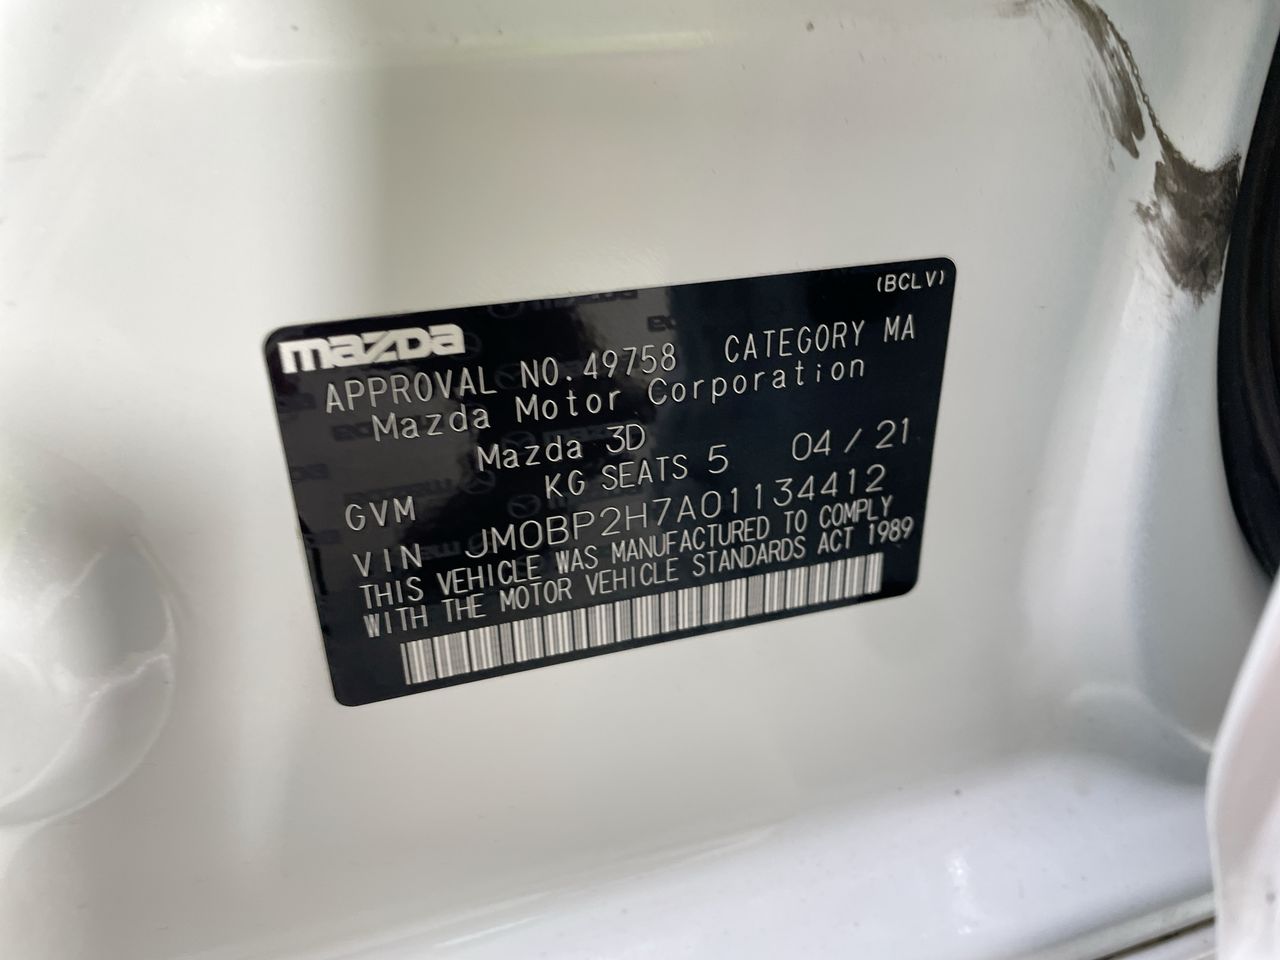 (BCLV)
mazda
APPROVAL NO.49758 CATEGORY MA
Mazda Motor Corporation
Mazda 3D 04/21
GVM KG SEATS 5
VIN JM0BP2H7A01134412
THIS VEHICLE WAS MANUFACTURED TO COMPLY
WITH THE MOTOR VEHICLE STANDARDS ACT 1989